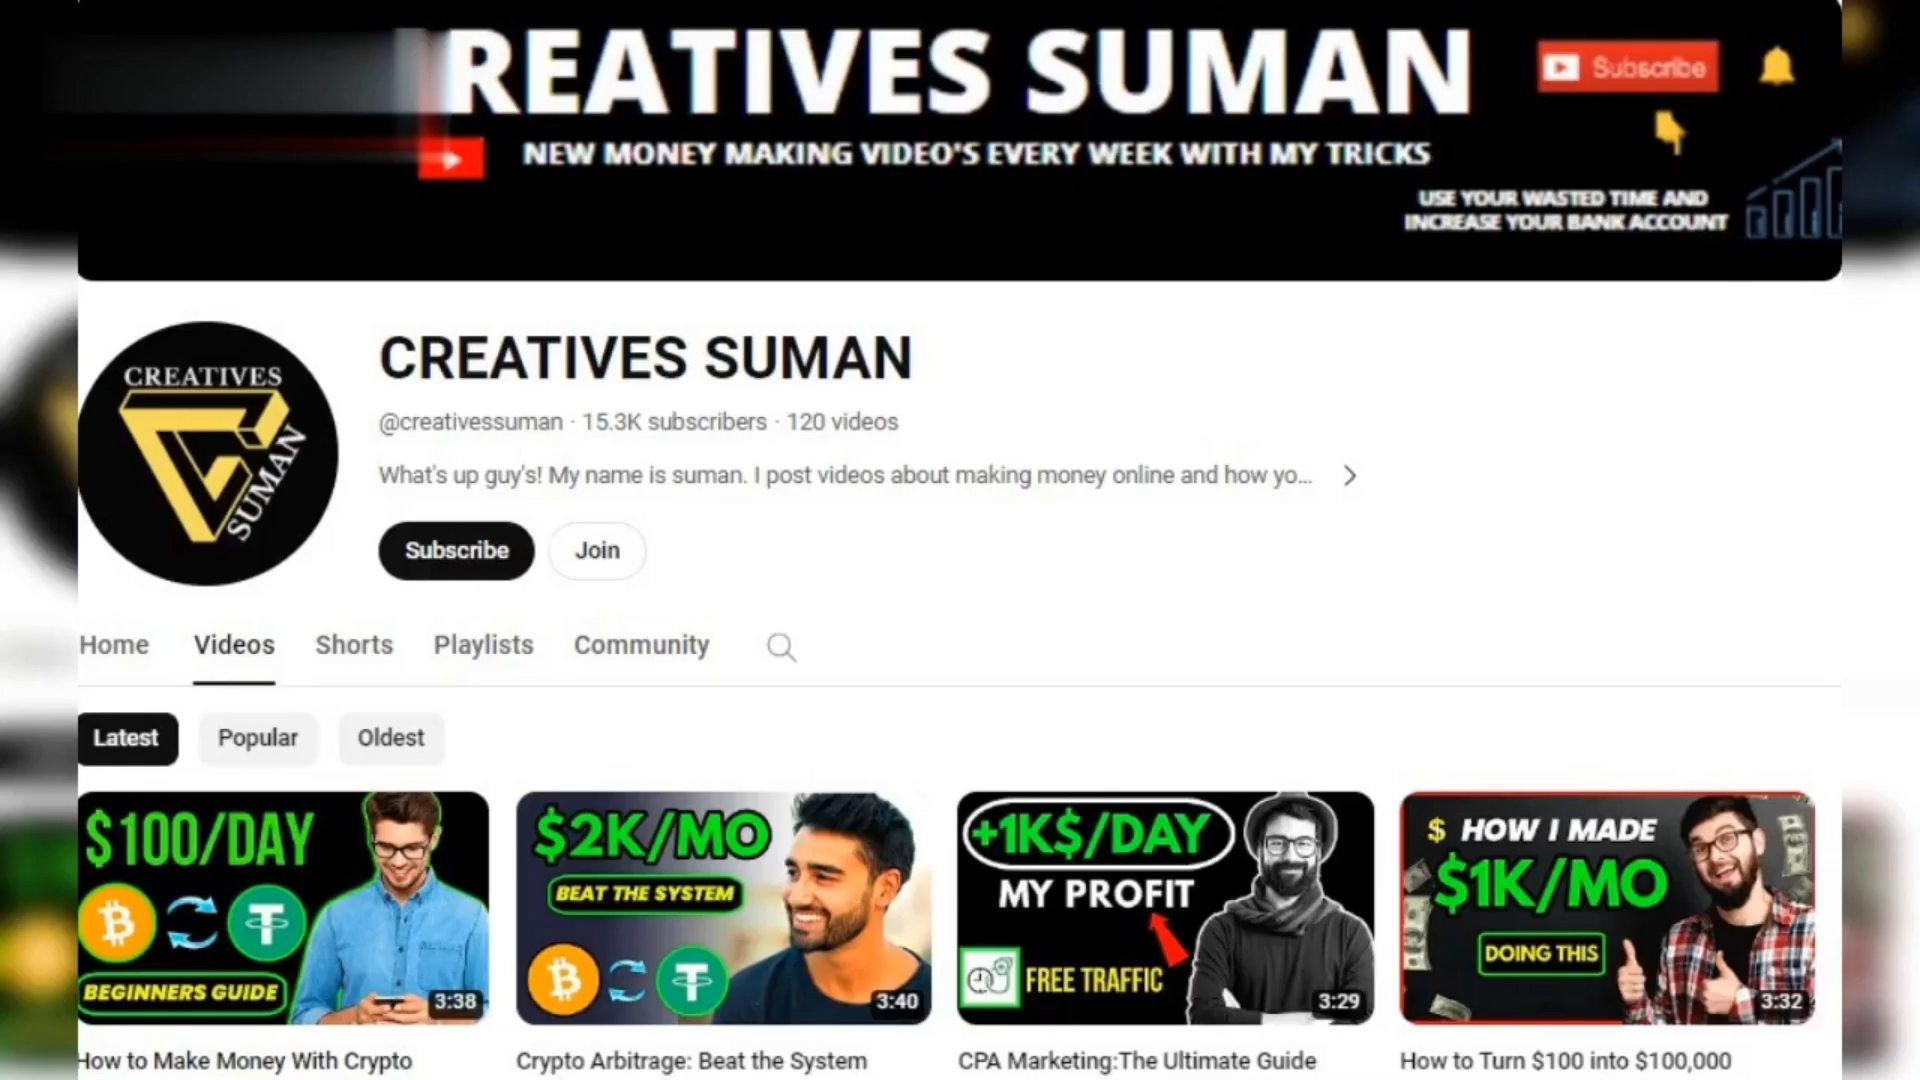 REATIVES SUMAN
Subscribe
NEW MONEY MAKING VIDEO'S EVERY WEEK WITH MY TRICKS
USE YOUR WASTED TIME AND
INCREASE YOUR BANK ACCOUNT
CREATIVES
SUMAN
CREATIVES SUMAN
@creativessuman · 15.3K subscribers · 120 videos
What's up guy's! My name is suman. I post videos about making money online and how yo...
Subscribe
Join
Home
Videos
Shorts
Playlists
Community
Latest
Popular
Oldest
$100/DAY
BEGINNERS GUIDE
3:38
$2K/MO
BEAT THE SYSTEM
3:40
+1K$/DAY
MY PROFIT
FREE TRAFFIC
3:29
$ HOW I MADE
$1K/MO
DOING THIS
3:32
How to Make Money With Crypto
Crypto Arbitrage: Beat the System
CPA Marketing:The Ultimate Guide
How to Turn $100 into $100,000